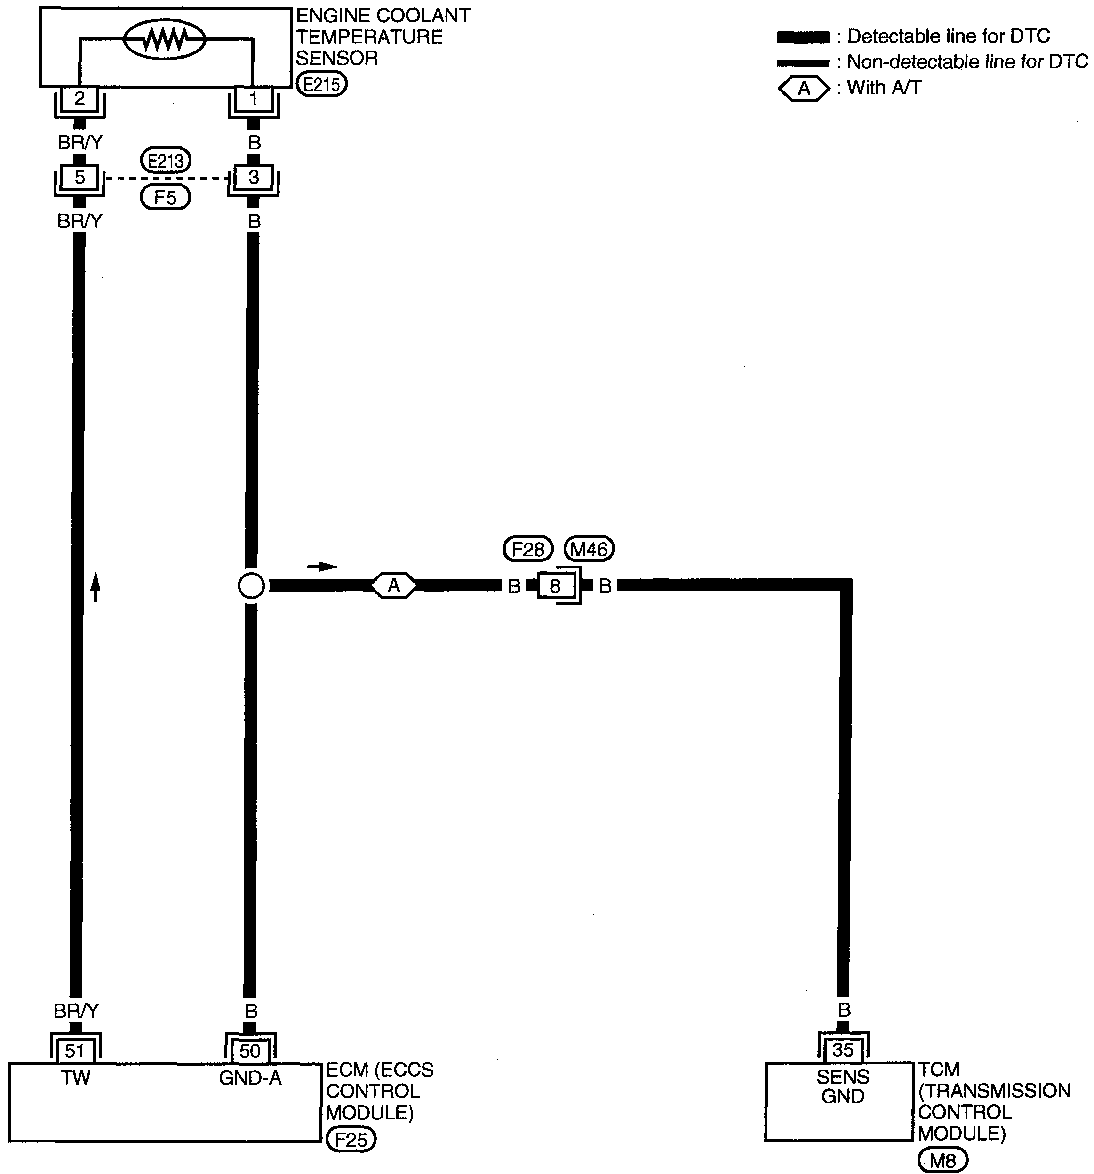 ENGINE COOLANT
TEMPERATURE
SENSOR
E215
: Detectable line for DTC
: Non-detectable line for DTC
A : With A/T
2 1
BR/Y B
5 E213 3
F5
BR/Y B
F28 M46
A B 8 B
BR/Y B B
51 50 35
TW GND-A
ECM (ECCS
CONTROL
MODULE)
F25
SENS
GND
TCM
(TRANSMISSION
CONTROL
MODULE)
M8